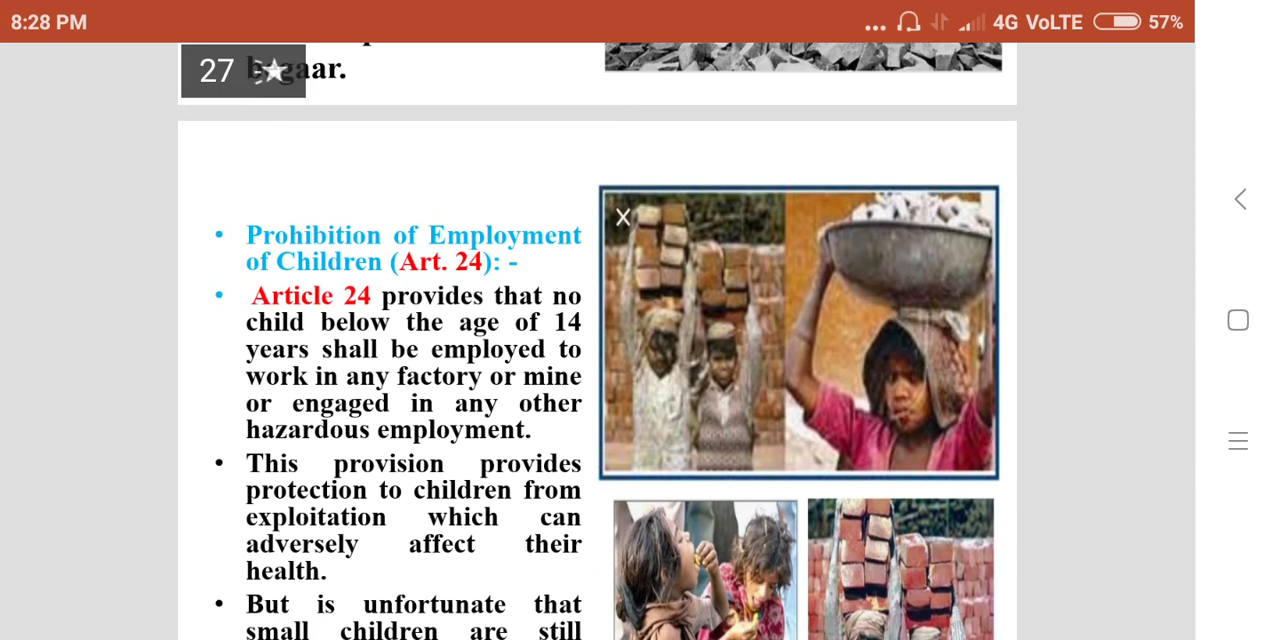 8:28 PM
... 4G VoLTE 57%
27
begaar.
• Prohibition of Employment
of Children (Art. 24): -
• Article 24 provides that no
child below the age of 14
years shall be employed to
work in any factory or mine
or engaged in any other
hazardous employment.
• This provision provides
protection to children from
exploitation which can
adversely affect their
health.
• But is unfortunate that
small children are still